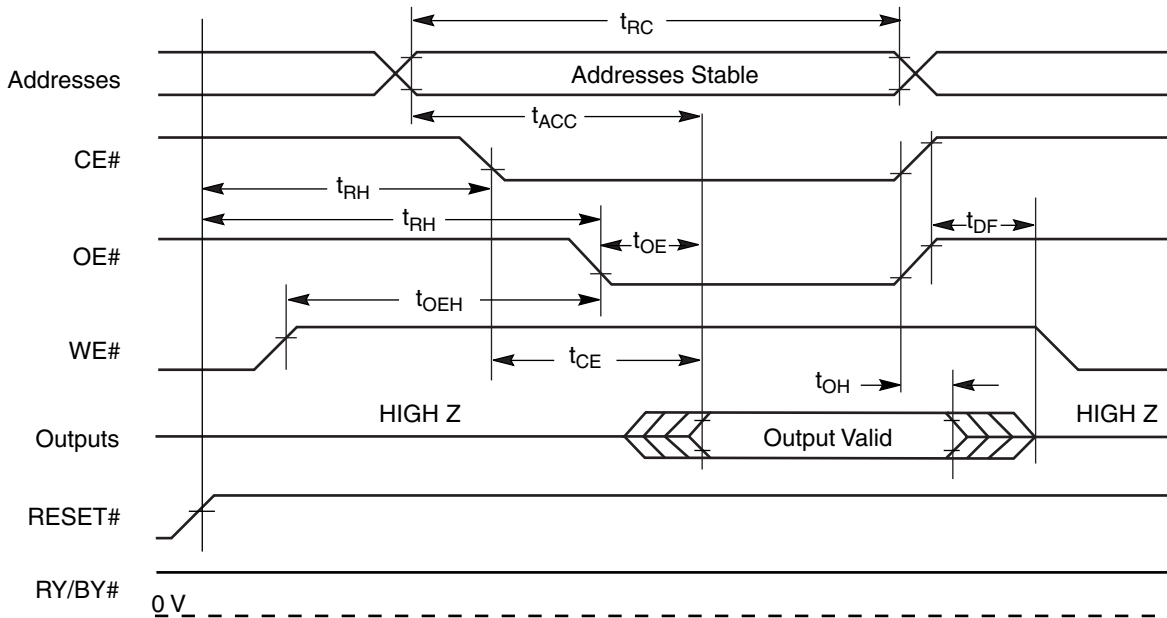 tRC
Addresses
Addresses Stable
tACC
CE#
tRH
tRH
tDF
OE#
tOE
tOEH
WE#
tCE
tOH
HIGH Z
HIGH Z
Outputs
Output Valid
RESET#
RY/BY#
0 V